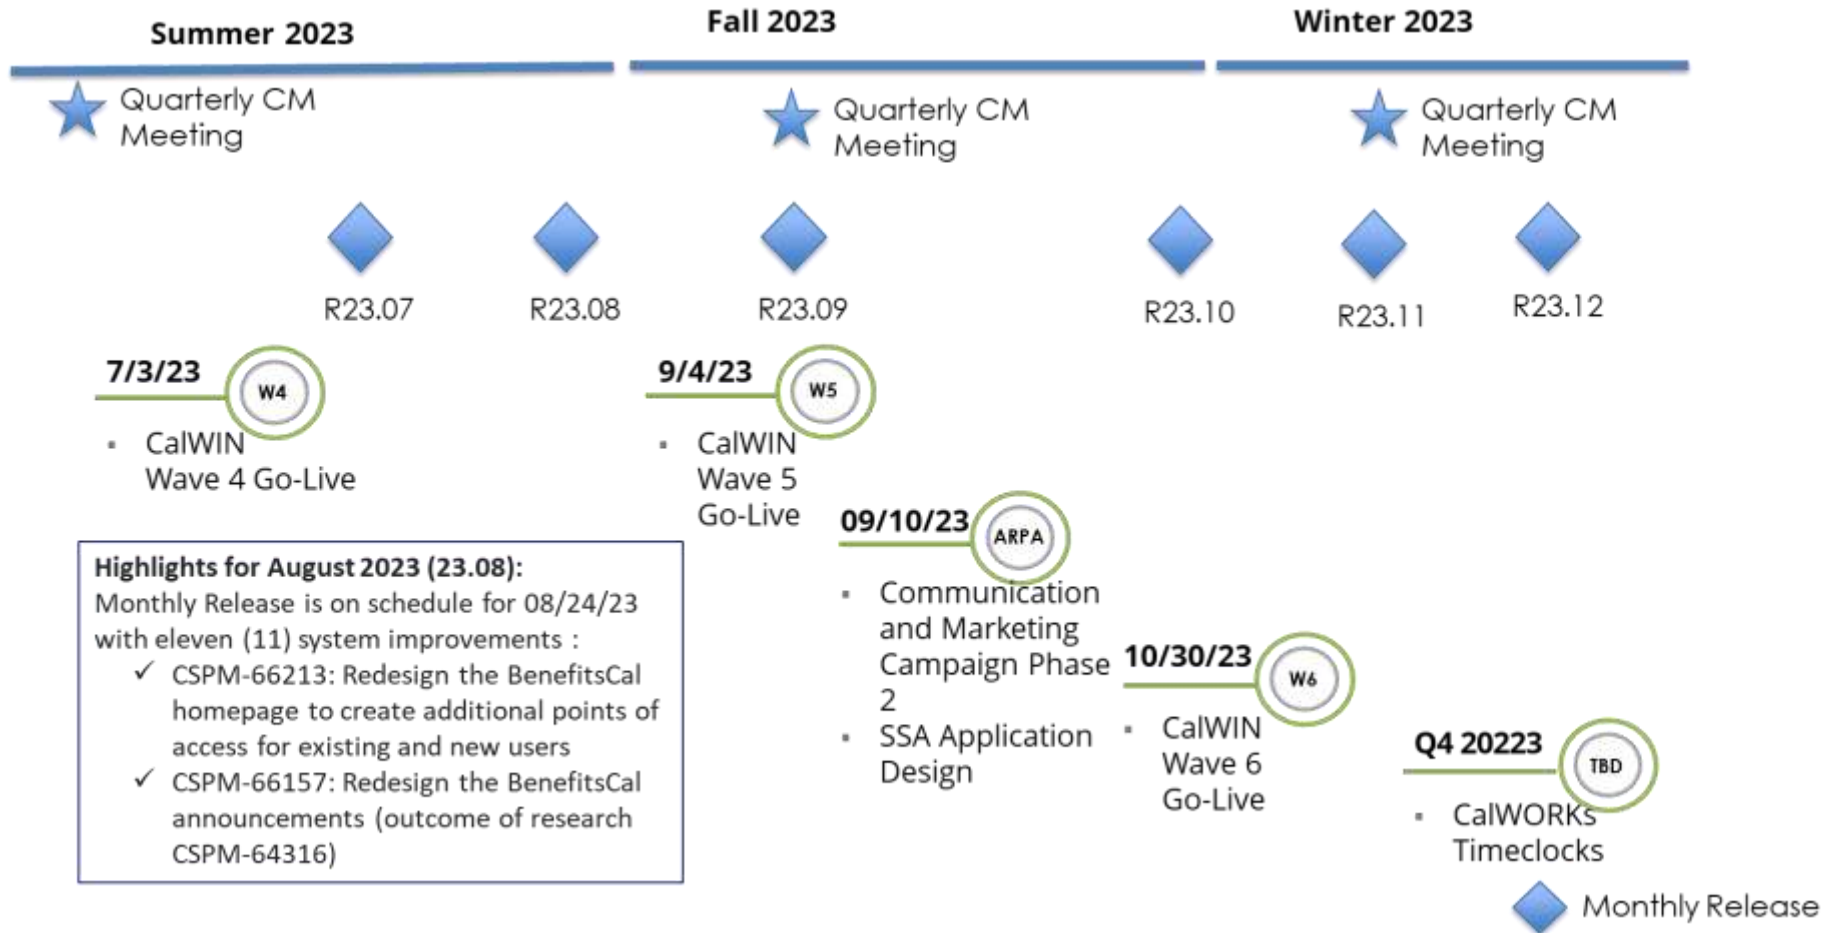 Summer 2023
Fall 2023
Winter 2023
Quarterly CM
Meeting
Quarterly CM
Meeting
Quarterly CM
Meeting
R23.07
R23.08
R23.09
R23.10
R23.11
R23.12
7/3/23
W4
CalWIN
Wave 4 Go-Live
9/4/23
W5
CalWIN
Wave 5
Go-Live
09/10/23
ARPA
Communication
and Marketing
Campaign Phase
2
SSA Application
Design
10/30/23
W6
CalWIN
Wave 6
Go-Live
Q4 20223
TBD
CalWORKs
Timeclocks
Highlights for August 2023 (23.08):
Monthly Release is on schedule for 08/24/23
with eleven (11) system improvements :
✓ CSPM-66213: Redesign the BenefitsCal
homepage to create additional points of
access for existing and new users
✓ CSPM-66157: Redesign the BenefitsCal
announcements (outcome of research
CSPM-64316)
Monthly Release